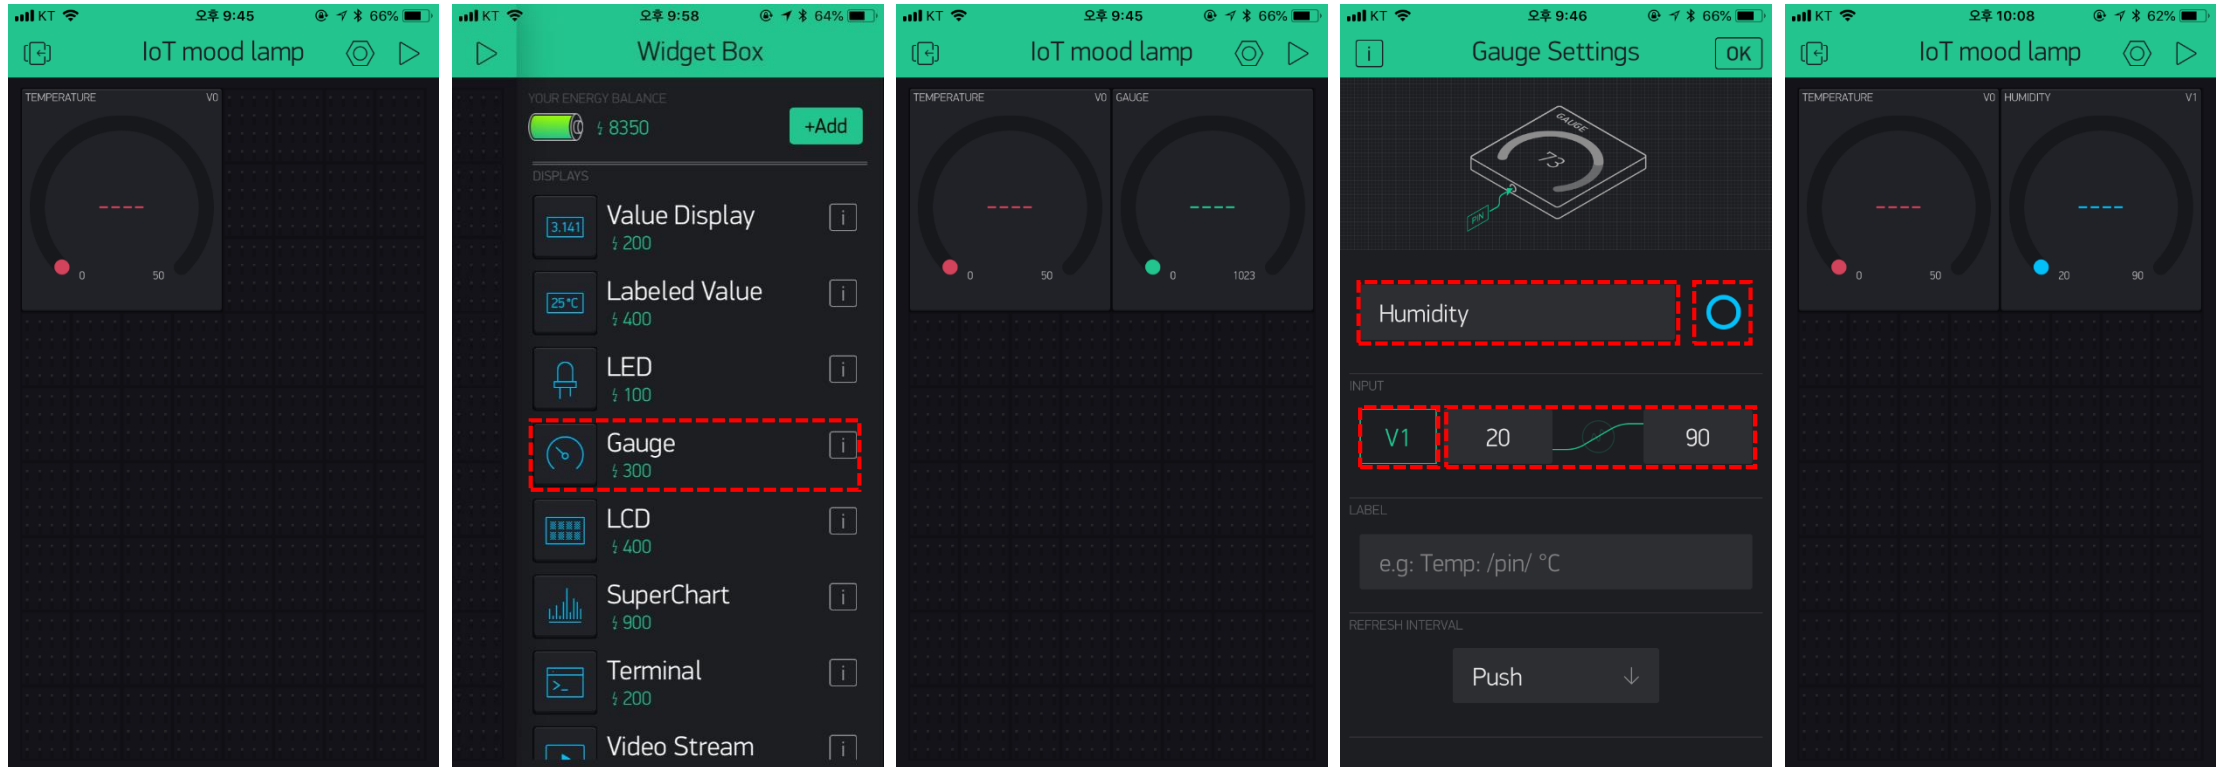 KT 오후 9:45 66%
IoT mood lamp
TEMPERATURE V0
----
0 50
KT 오후 9:58 64%
Widget Box
YOUR ENERGY BALANCE
8350 +Add
DISPLAYS
3.141 Value Display i
200
25°C Labeled Value i
400
LED i
100
Gauge i
300
LCD i
400
SuperChart i
900
>_ Terminal i
200
Video Stream i
KT 오후 9:45 66%
IoT mood lamp
TEMPERATURE V0 GAUGE
---- ----
0 50 0 1023
KT 오후 9:46 66%
i Gauge Settings OK
GAUGE
73
PIN
Humidity
INPUT
V1 20 90
LABEL
e.g: Temp: /pin/ °C
REFRESH INTERVAL
Push ↓
KT 오후 10:08 62%
IoT mood lamp
TEMPERATURE V0 HUMIDITY V1
---- ----
0 50 20 90